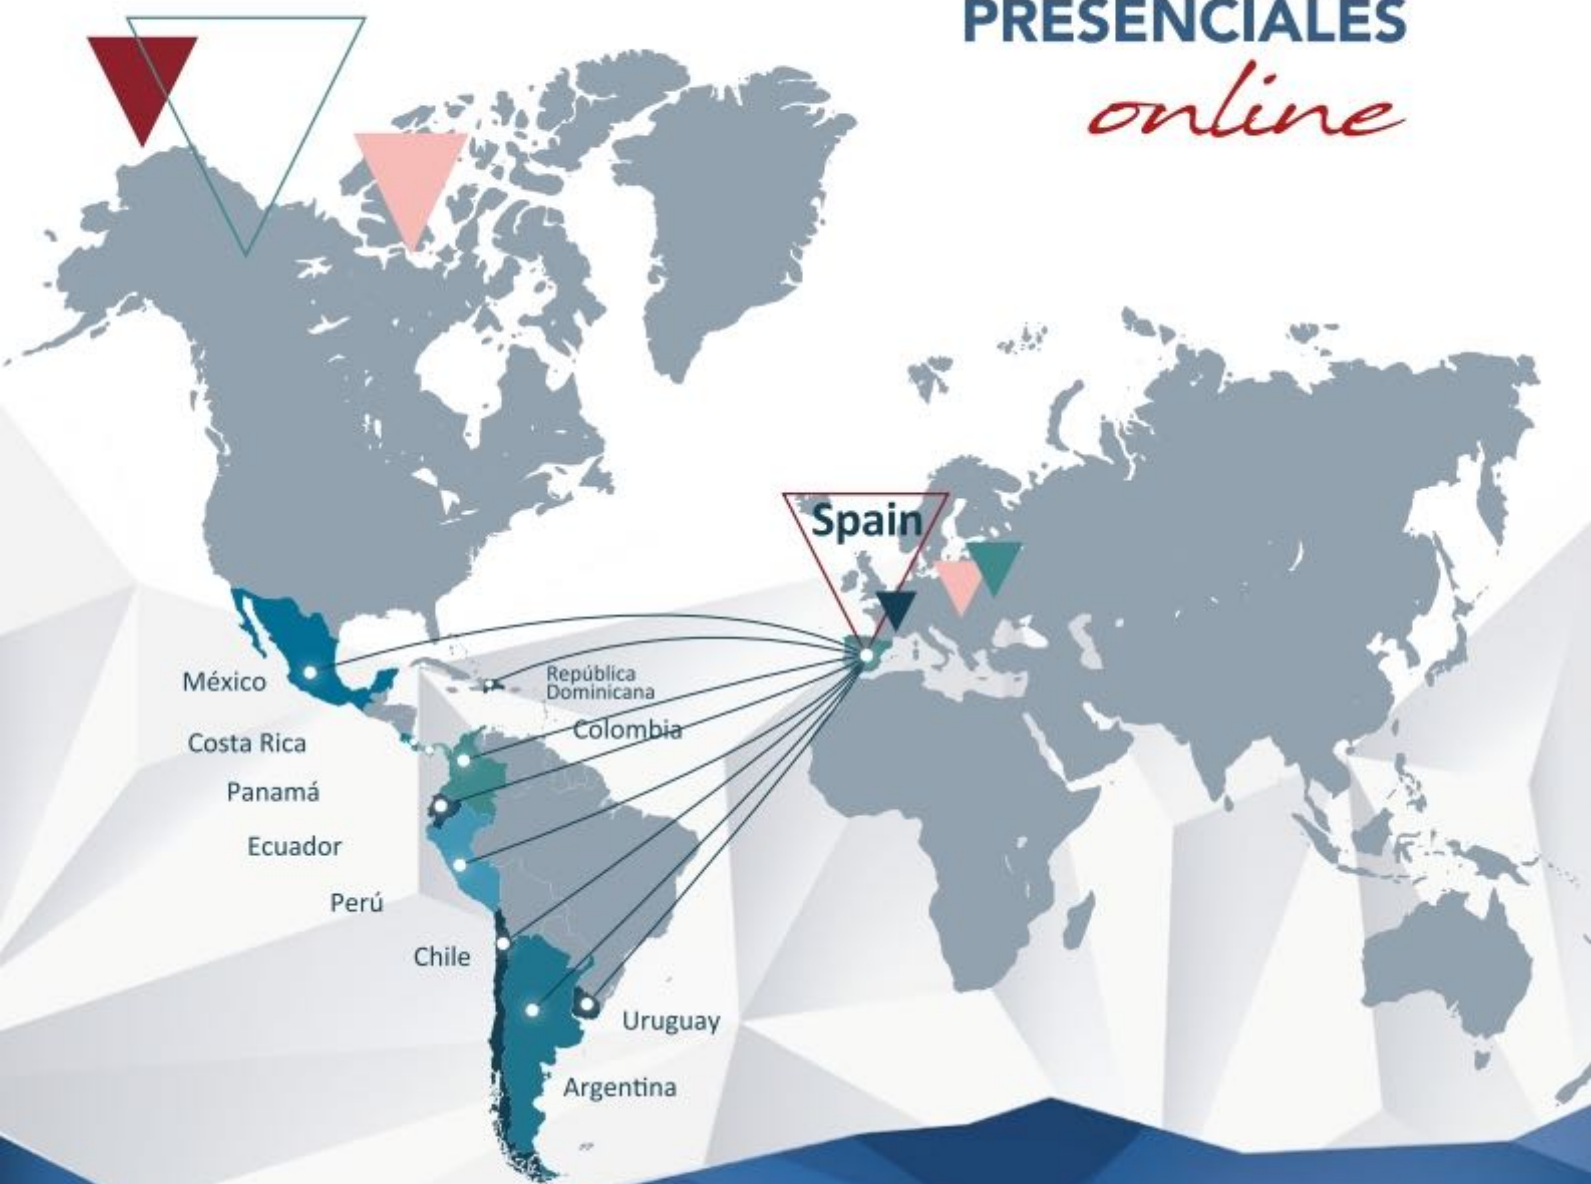 PRESENCIALES
online
Spain
México
República
Dominicana
Colombia
Costa Rica
Panamá
Ecuador
Perú
Chile
Uruguay
Argentina